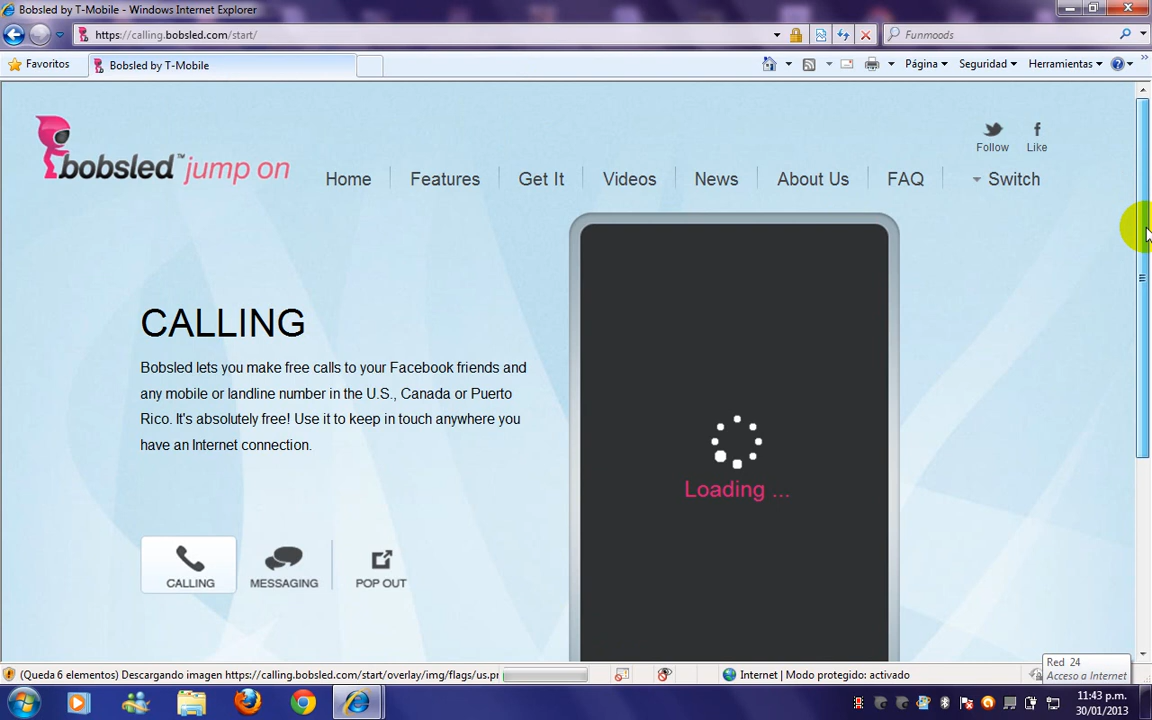 Bobsled by T-Mobile - Windows Internet Explorer
https://calling.bobsled.com/start/
Funmoods
Favoritos
Bobsled by T-Mobile
Página
Seguridad
Herramientas
bobsled™ jump on
Follow
Like
Home
Features
Get It
Videos
News
About Us
FAQ
Switch
CALLING
Bobsled lets you make free calls to your Facebook friends and
any mobile or landline number in the U.S., Canada or Puerto
Rico. It's absolutely free! Use it to keep in touch anywhere you
have an Internet connection.
Loading ...
CALLING
MESSAGING
POP OUT
(Queda 6 elementos) Descargando imagen https://calling.bobsled.com/start/overlay/img/flags/us.pr
Internet | Modo protegido: activado
Red 24
Acceso a Internet
11:43 p.m.
30/01/2013